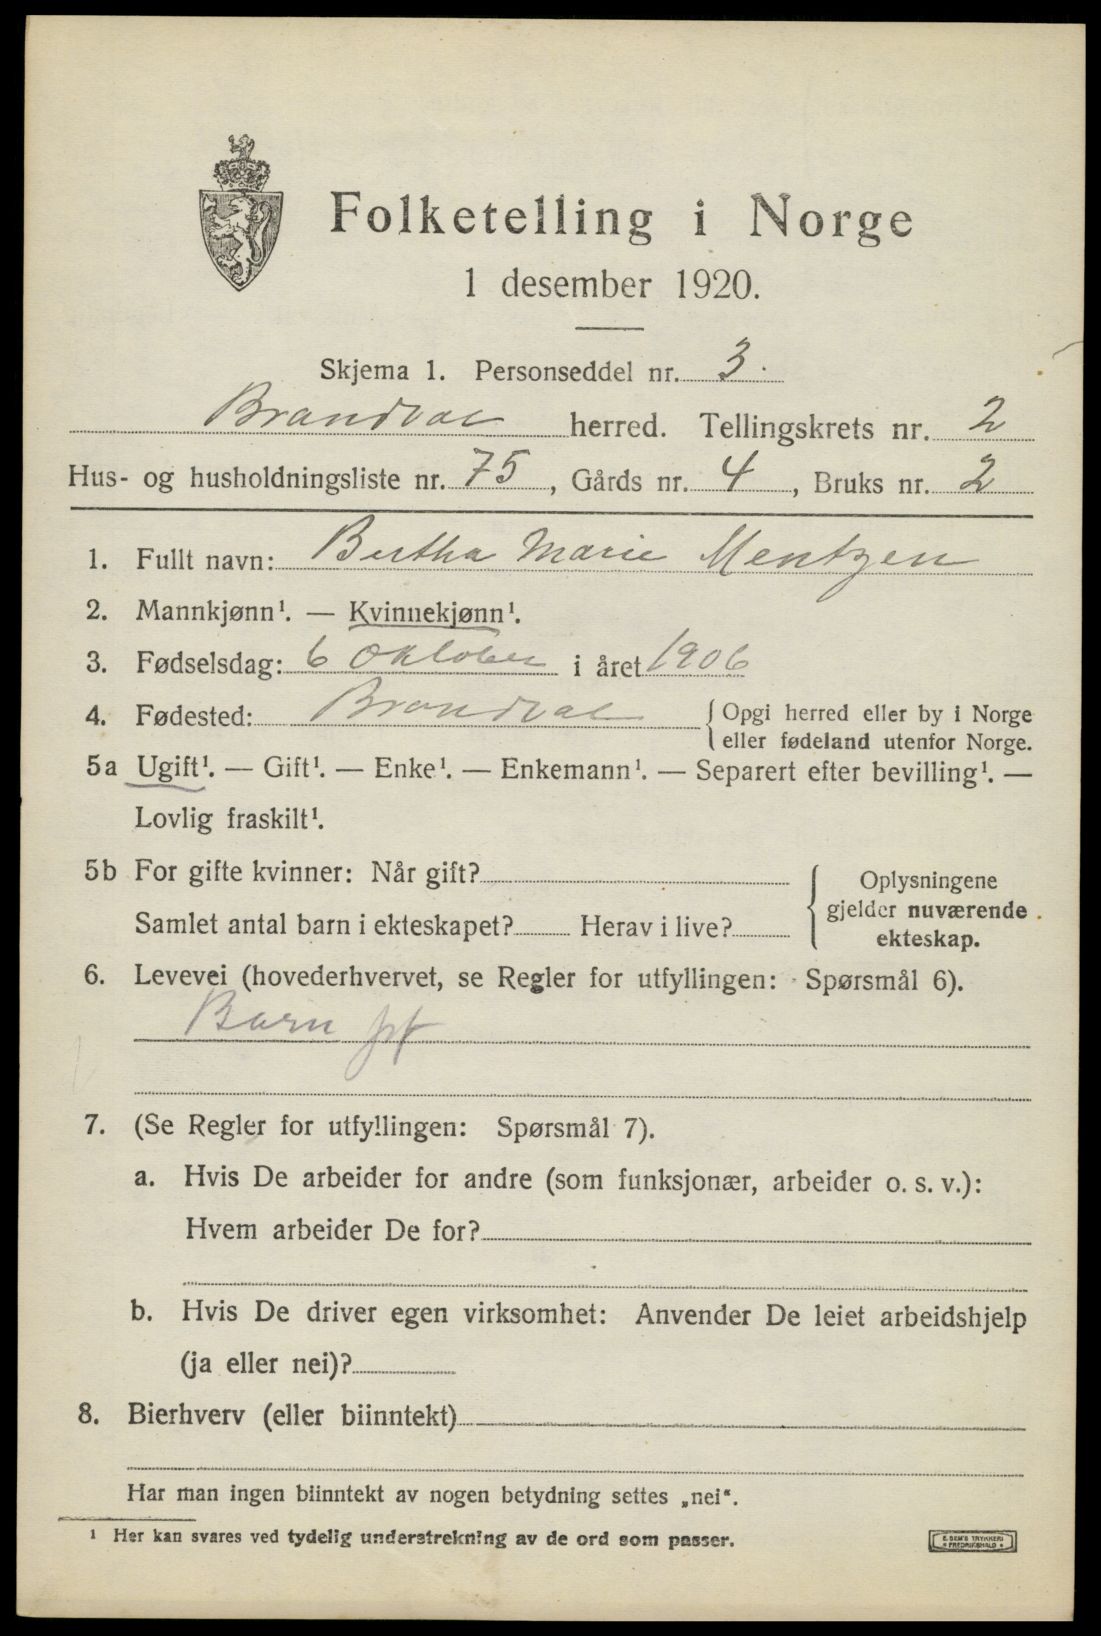 Folketelling i Norge
1 desember 1920.
Skjema 1. Personseddel nr. 3.
Brandval herred. Tellingskrets nr. 2
Hus- og husholdningsliste nr. 75, Gårds nr. 4, Bruks nr. 2
1. Fullt navn: Bertha Marie Mentzen
2. Mannkjønn¹. — Kvinnekjønn¹.
3. Fødselsdag: 6 Oktober i året 1906
4. Fødested: Brandval { Opgi herred eller by i Norge
eller fødeland utenfor Norge.
5a Ugift¹. — Gift¹. — Enke¹. — Enkemann¹. — Separert efter bevilling¹. —
Lovlig fraskilt¹.
5b For gifte kvinner: Når gift?
Samlet antal barn i ekteskapet? Herav i live?
{ Oplysningene
gjelder nuværende
ekteskap.
6. Levevei (hovederhvervet, se Regler for utfyllingen: Spørsmål 6).
Barn
7. (Se Regler for utfyllingen: Spørsmål 7).
a. Hvis De arbeider for andre (som funksjonær, arbeider o. s. v.):
Hvem arbeider De for?
b. Hvis De driver egen virksomhet: Anvender De leiet arbeidshjelp
(ja eller nei)?
8. Bierhverv (eller biinntekt)
Har man ingen biinntekt av nogen betydning settes „nei“.
¹ Her kan svares ved tydelig understrekning av de ord som passer.
E. SEM'S TRYKKERI
* FREDRIKSHALD *